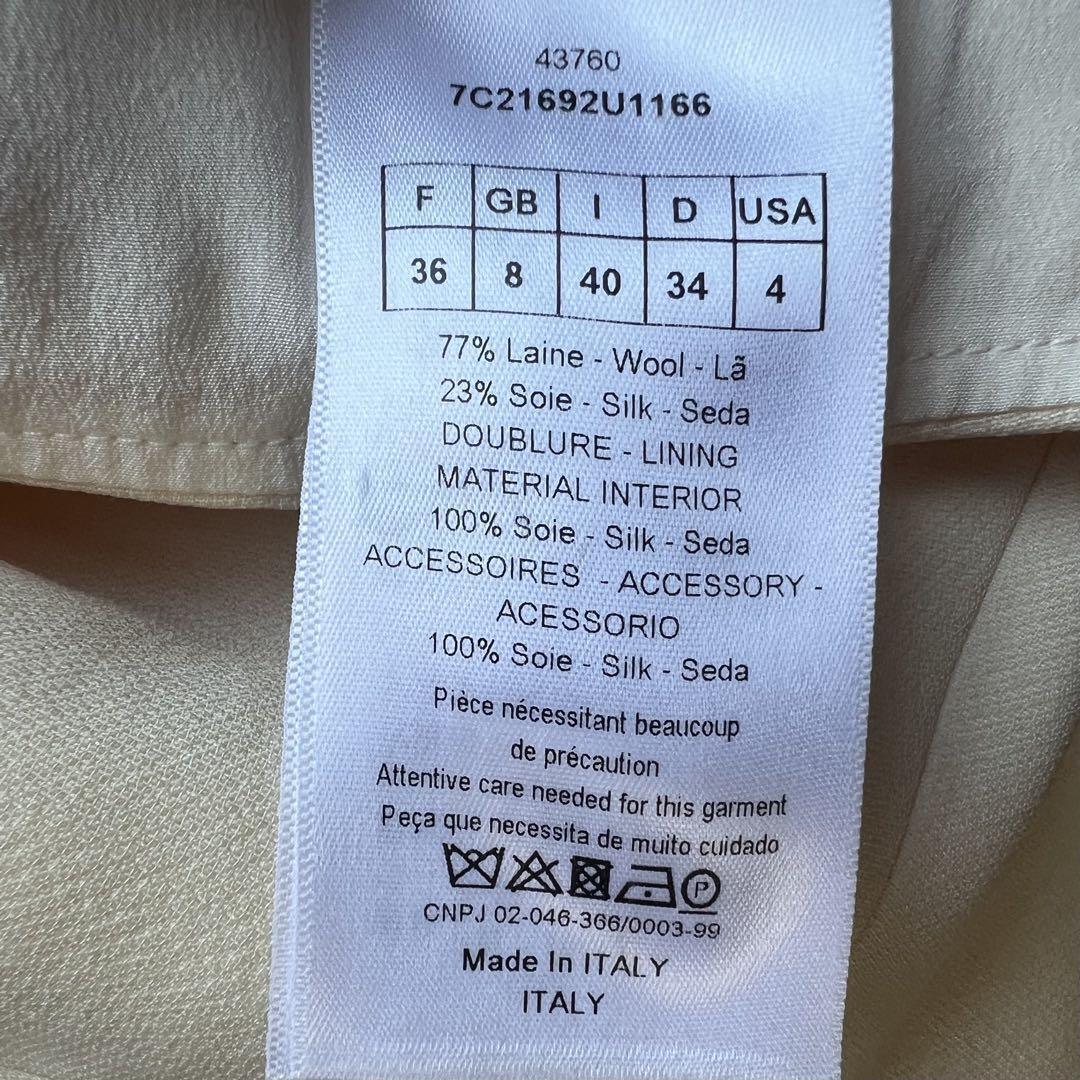 43760
7C21692U1166
F GB I D USA
36 8 40 34 4
77% Laine - Wool - Lã
23% Soie - Silk - Seda
DOUBLURE - LINING
MATERIAL INTERIOR
100% Soie - Silk - Seda
ACCESSOIRES - ACCESSORY -
ACESSORIO
100% Soie - Silk - Seda
Pièce nécessitant beaucoup
de précaution
Attentive care needed for this garment
Peça que necessita de muito cuidado
P
CNPJ 02-046-366/0003-99
Made In ITALY
ITALY